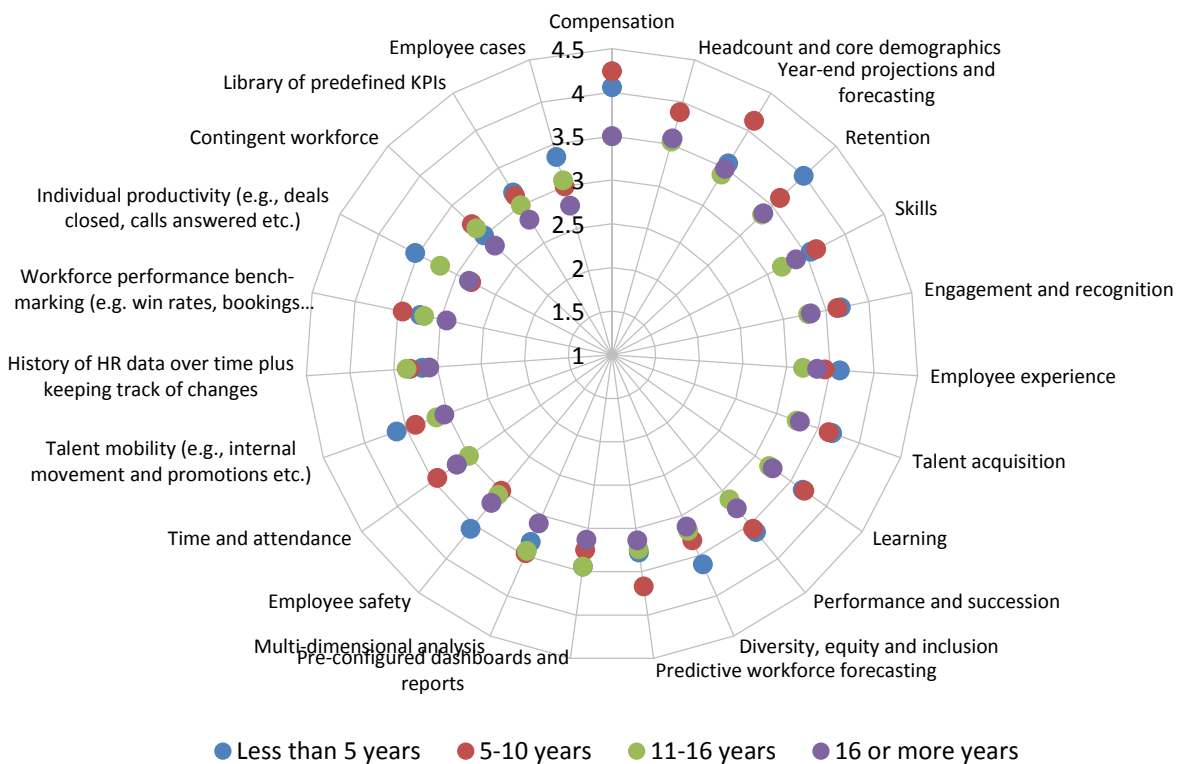 Compensation
Headcount and core demographics
Year-end projections and
forecasting
Retention
Skills
Engagement and recognition
Employee experience
Talent acquisition
Learning
Performance and succession
Diversity, equity and inclusion
Predictive workforce forecasting
Pre-configured dashboards and
reports
Multi-dimensional analysis
Employee safety
Time and attendance
Talent mobility (e.g., internal
movement and promotions etc.)
History of HR data over time plus
keeping track of changes
Workforce performance bench-
marking (e.g. win rates, bookings...
Individual productivity (e.g., deals
closed, calls answered etc.)
Contingent workforce
Library of predefined KPIs
Employee cases
4.5
4
3.5
3
2.5
2
1.5
1
Less than 5 years
5-10 years
11-16 years
16 or more years